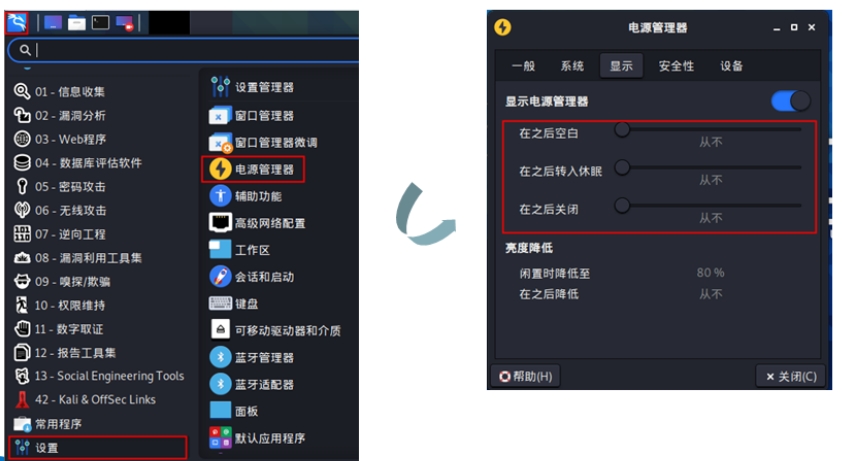 01 - 信息收集
02 - 漏洞分析
03 - Web程序
04 - 数据库评估软件
05 - 密码攻击
06 - 无线攻击
07 - 逆向工程
08 - 漏洞利用工具集
09 - 嗅探/欺骗
10 - 权限维持
11 - 数字取证
12 - 报告工具集
13 - Social Engineering Tools
42 - Kali & OffSec Links
常用程序
设置
设置管理器
窗口管理器
窗口管理器微调
电源管理器
辅助功能
高级网络配置
工作区
会话和启动
键盘
可移动驱动器和介质
蓝牙管理器
蓝牙适配器
面板
默认应用程序
电源管理器
一般 系统 显示 安全性 设备
显示电源管理器
在之后空白
从不
在之后转入休眠
从不
在之后关闭
从不
亮度降低
闲置时降低至 80 %
在之后降低 从不
帮助(H) × 关闭(C)